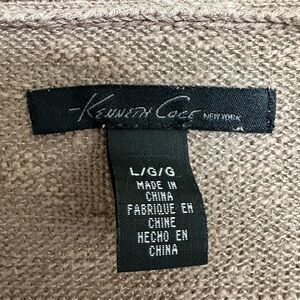 Kenneth Cole NEW YORK
L/G/G
MADE IN
CHINA
FABRIQUE EN
CHINE
HECHO EN
CHINA